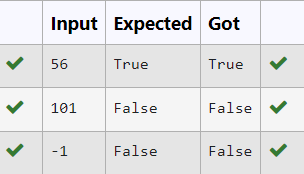 Input Expected Got
56 True True
101 False False
-1 False False